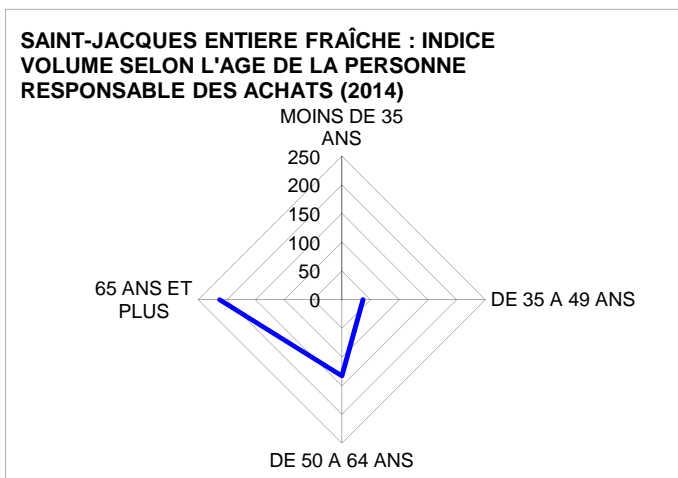 SAINT-JACQUES ENTIERE FRAÎCHE : INDICE
VOLUME SELON L'AGE DE LA PERSONNE
RESPONSABLE DES ACHATS (2014)
MOINS DE 35
ANS
250
200
150
100
50
0
65 ANS ET
PLUS
DE 35 A 49 ANS
DE 50 A 64 ANS